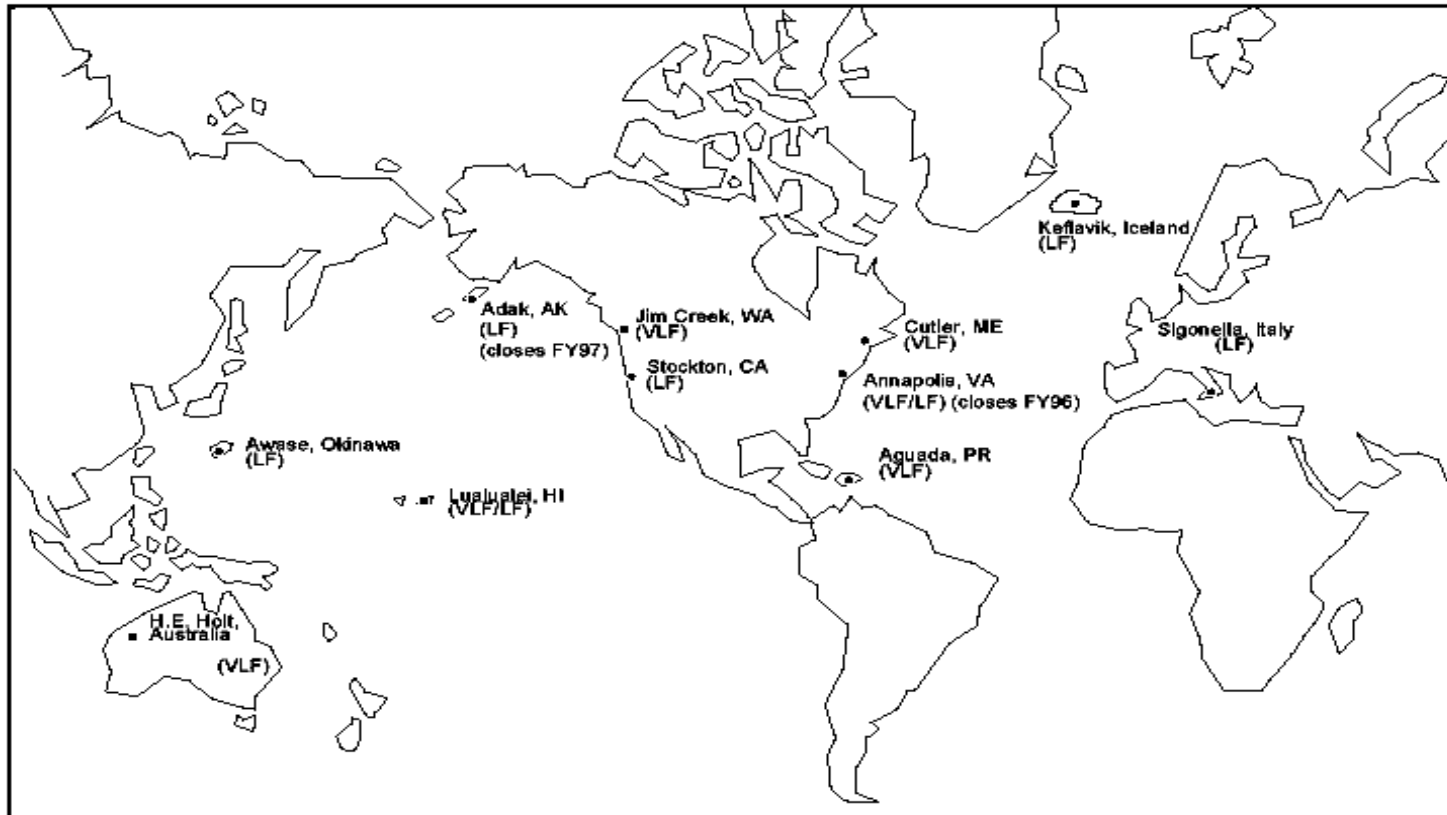 Keflavik, Iceland
(LF)
Adak, AK
(LF)
(closes FY97)
Jim Creek, WA
(VLF)
Cutler, ME
(VLF)
Sigonella, Italy
(LF)
Stockton, CA
(LF)
Annapolis, VA
(VLF/LF) (closes FY96)
Awase, Okinawa
(LF)
Aguada, PR
(VLF)
Lualualei, HI
(VLF/LF)
H.E. Holt,
Australia
(VLF)